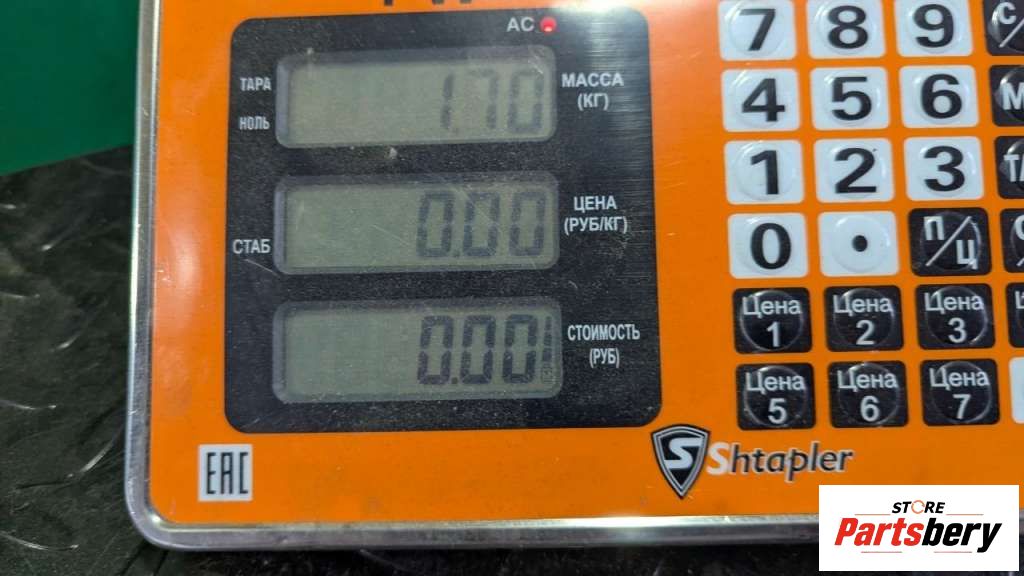 AC
ТАРА
НОЛЬ
1.70
МАССА
(КГ)
СТАБ
0.00
ЦЕНА
(РУБ/КГ)
0.00
СТОИМОСТЬ
(РУБ)
7 8 9
4 5 6
1 2 3
0 . П/Ц
Цена 1
Цена 2
Цена 3
Цена 5
Цена 6
Цена 7
EAC
S Shtapler
STORE
Partsbery